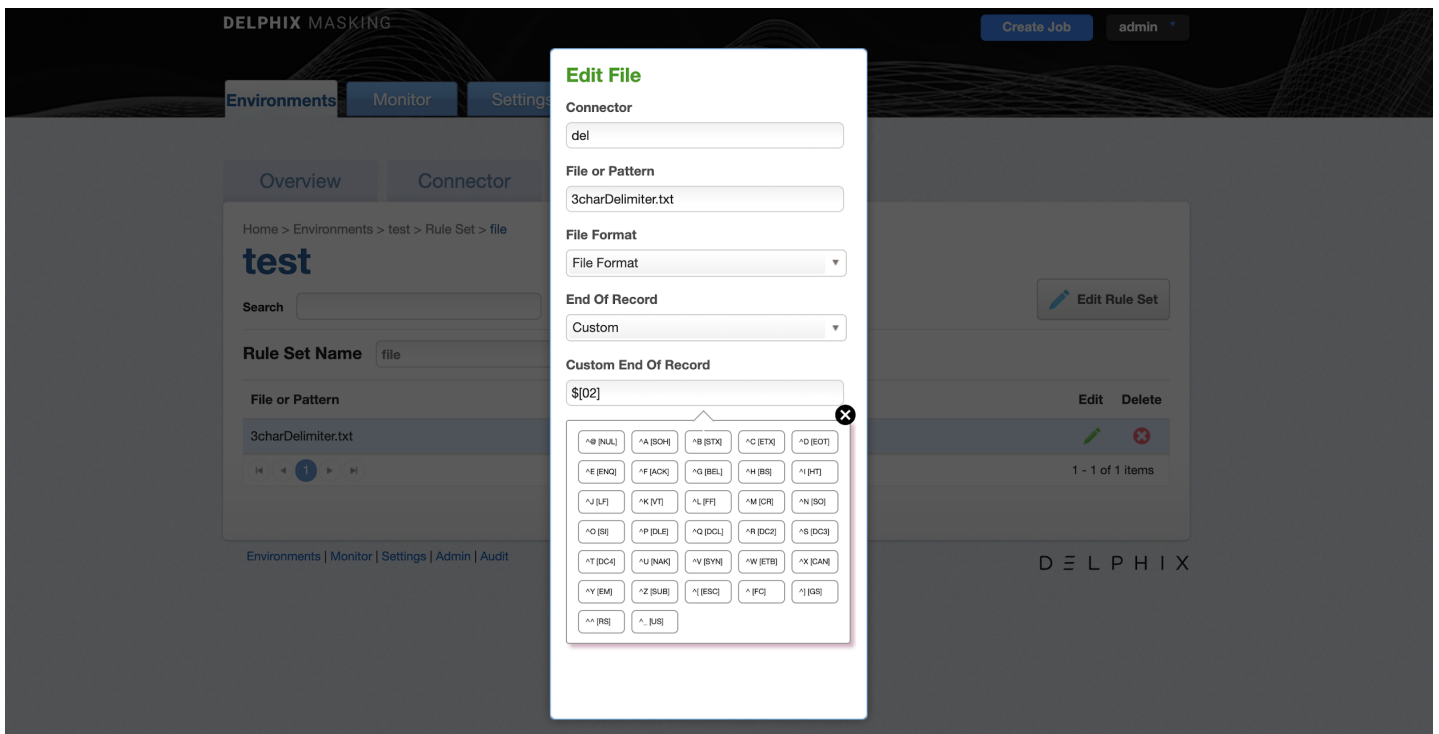 DELPHIX MASKING
Create Job
admin
Environments
Monitor
Settings
Overview
Connector
Home > Environments > test > Rule Set > file
test
Search
Edit Rule Set
Rule Set Name
file
File or Pattern
Edit
Delete
3charDelimiter.txt
1
1 - 1 of 1 items
Environments | Monitor | Settings | Admin | Audit
DELPHIX
Edit File
Connector
del
File or Pattern
3charDelimiter.txt
File Format
File Format
End Of Record
Custom
Custom End Of Record
$[02]
^@ [NUL] ^A [SOH] ^B [STX] ^C [ETX] ^D [EOT]
^E [ENQ] ^F [ACK] ^G [BEL] ^H [BS] ^I [HT]
^J [LF] ^K [VT] ^L [FF] ^M [CR] ^N [SO]
^O [SI] ^P [DLE] ^Q [DCL] ^R [DC2] ^S [DC3]
^T [DC4] ^U [NAK] ^V [SYN] ^W [ETB] ^X [CAN]
^Y [EM] ^Z [SUB] ^[ [ESC] ^ [FC] ^] [GS]
^^ [RS] ^_ [US]